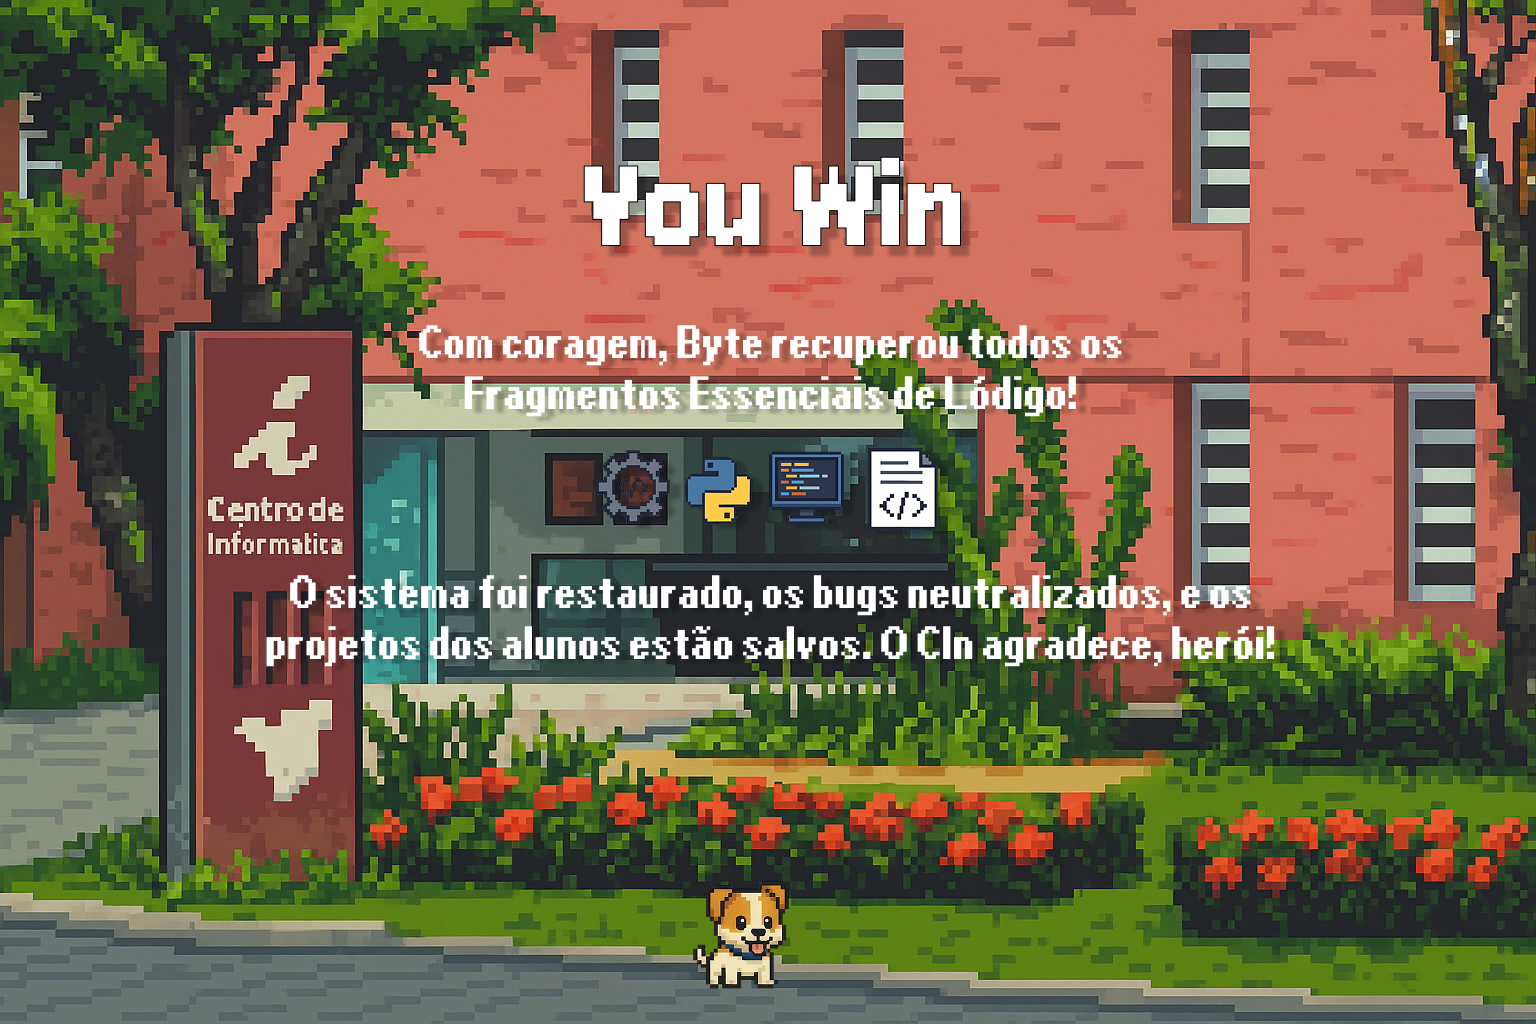 You Win
Com coragem, Byte recuperou todos os
Fragmentos Essenciais de Lódigo!
Centro de
Informatica
</>
O sistema foi restaurado, os bugs neutralizados, e os
projetos dos alunos estão salvos. O CIn agradece, herói!